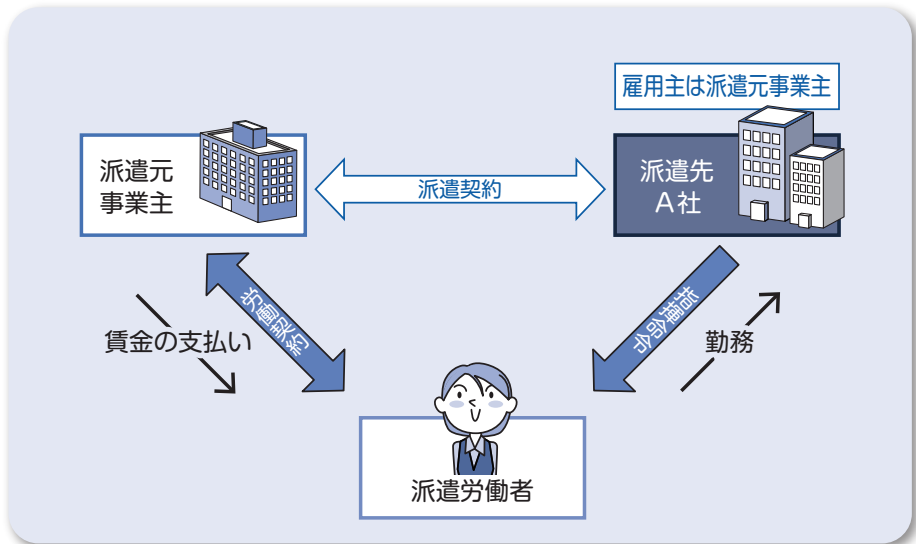 雇用主は派遣元事業主
派遣元
事業主
派遣契約
派遣先
A社
賃金の支払い
労働契約
指揮命令
勤務
派遣労働者